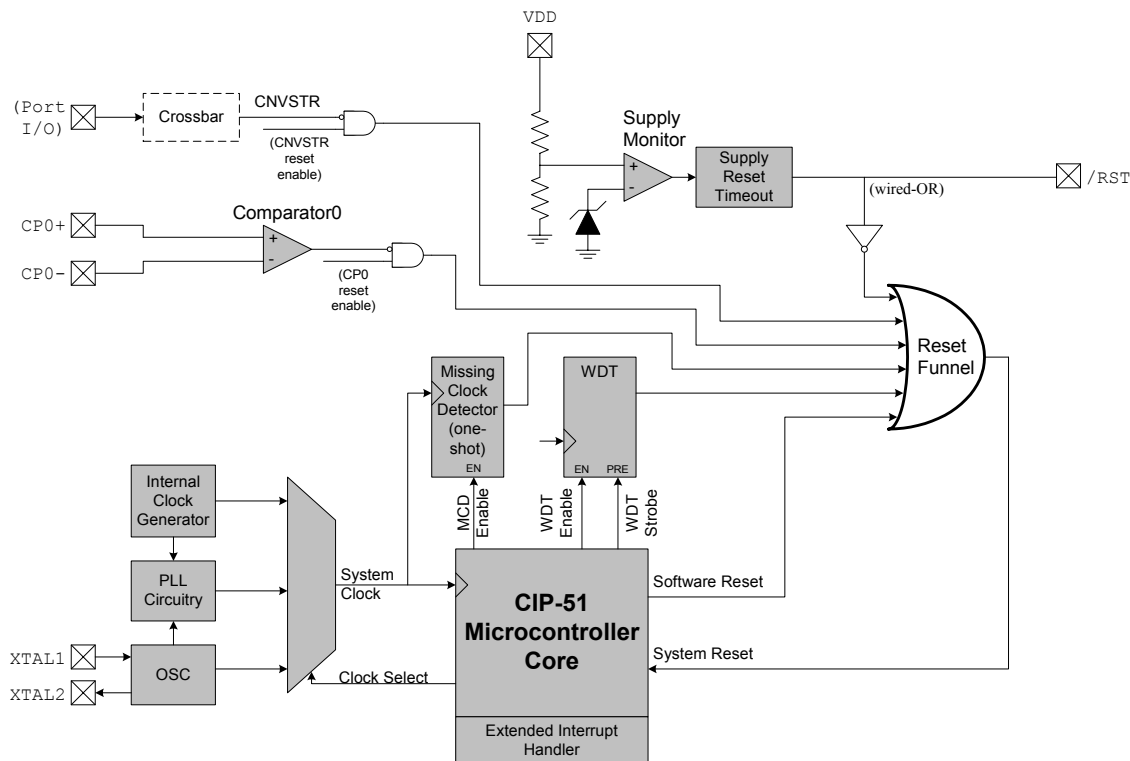 VDD
(Port
I/O)
Crossbar
CNVSTR
(CNVSTR
reset
enable)
Supply
Monitor
+
-
Supply
Reset
Timeout
(wired-OR)
/RST
CP0+
CP0-
Comparator0
+
-
(CP0
reset
enable)
Reset
Funnel
Missing
Clock
Detector
(one-
shot)
EN
WDT
EN
PRE
MCD
Enable
WDT
Enable
WDT
Strobe
Internal
Clock
Generator
PLL
Circuitry
OSC
XTAL1
XTAL2
System
Clock
Clock Select
CIP-51
Microcontroller
Core
Extended Interrupt
Handler
Software Reset
System Reset